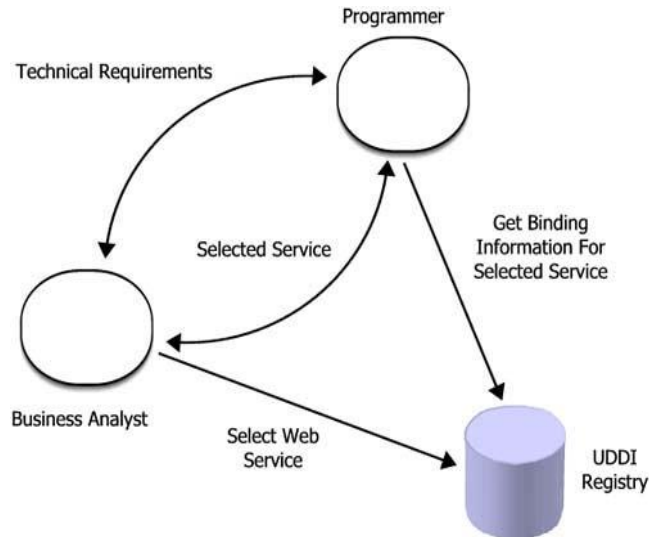 Programmer
Technical Requirements
Get Binding
Information For
Selected Service
Selected Service
Business Analyst
Select Web
Service
UDDI
Registry